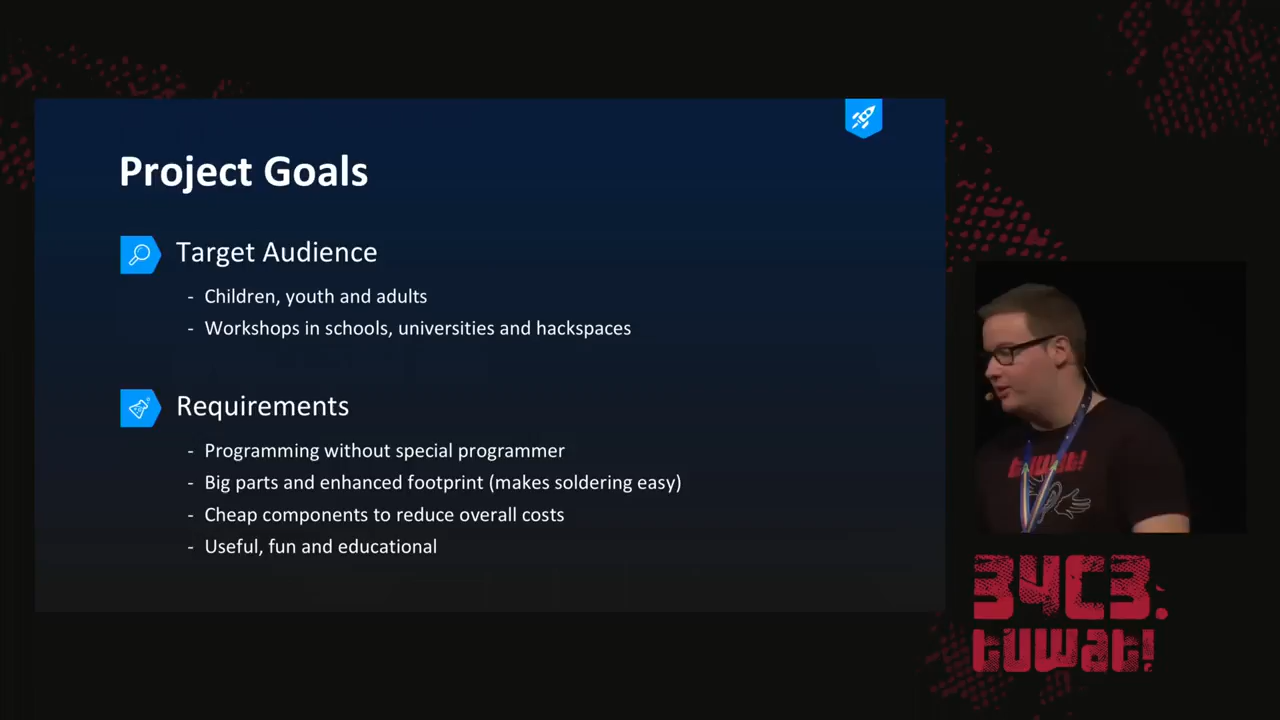 Project Goals
Target Audience
- Children, youth and adults
- Workshops in schools, universities and hackspaces
Requirements
- Programming without special programmer
- Big parts and enhanced footprint (makes soldering easy)
- Cheap components to reduce overall costs
- Useful, fun and educational
tuwat!
34C3.
tuwat!